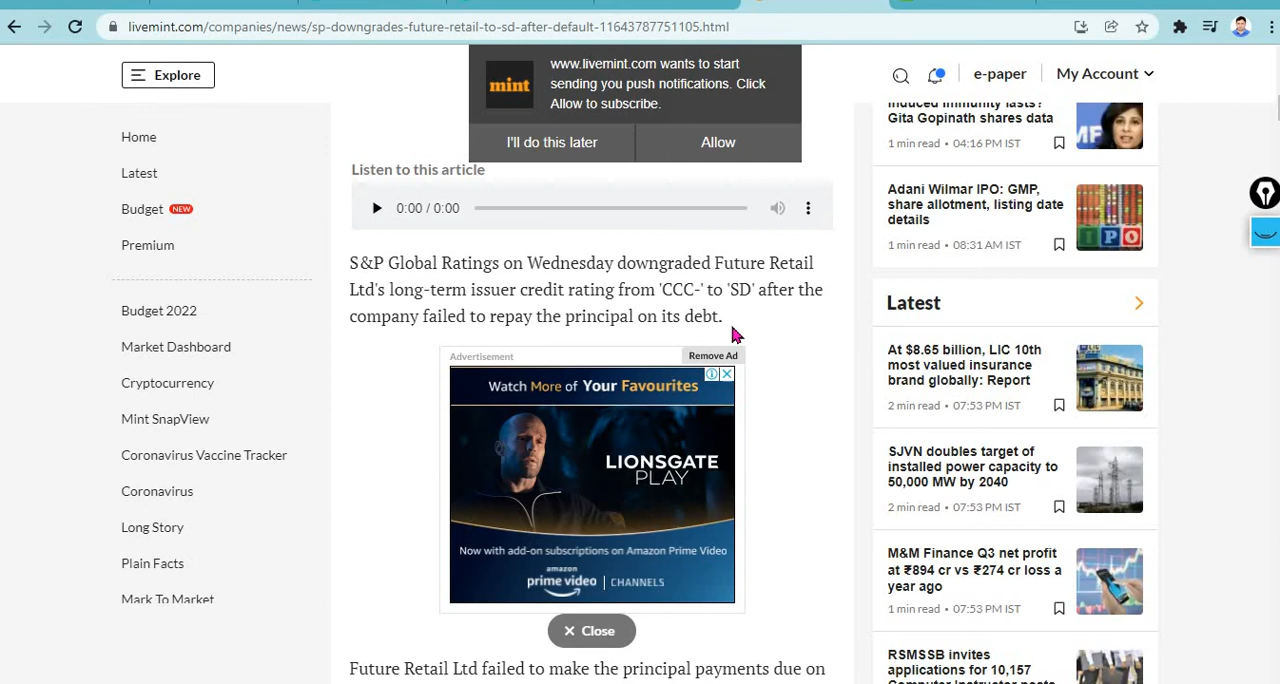 livemint.com/companies/news/sp-downgrades-future-retail-to-sd-after-default-11643787751105.html
Explore
mint
www.livemint.com wants to start
sending you push notifications. Click
Allow to subscribe.
I'll do this later
Allow
e-paper
My Account
Home
Latest
Budget NEW
Premium
Budget 2022
Market Dashboard
Cryptocurrency
Mint SnapView
Coronavirus Vaccine Tracker
Coronavirus
Long Story
Plain Facts
Mark To Market
Listen to this article
0:00 / 0:00
S&P Global Ratings on Wednesday downgraded Future Retail
Ltd's long-term issuer credit rating from 'CCC-' to 'SD' after the
company failed to repay the principal on its debt.
Advertisement
Remove Ad
Watch More of Your Favourites
LIONSGATE
PLAY
Now with add-on subscriptions on Amazon Prime Video
amazon
prime video | CHANNELS
× Close
Future Retail Ltd failed to make the principal payments due on
induced immunity lasts?
Gita Gopinath shares data
1 min read • 04:16 PM IST
Adani Wilmar IPO: GMP,
share allotment, listing date
details
IPO
1 min read • 08:31 AM IST
Latest
At $8.65 billion, LIC 10th
most valued insurance
brand globally: Report
2 min read • 07:53 PM IST
SJVN doubles target of
installed power capacity to
50,000 MW by 2040
2 min read • 07:53 PM IST
M&M Finance Q3 net profit
at ₹894 cr vs ₹274 cr loss a
year ago
1 min read • 07:53 PM IST
RSMSSB invites
applications for 10,157
Computer Instructor posts